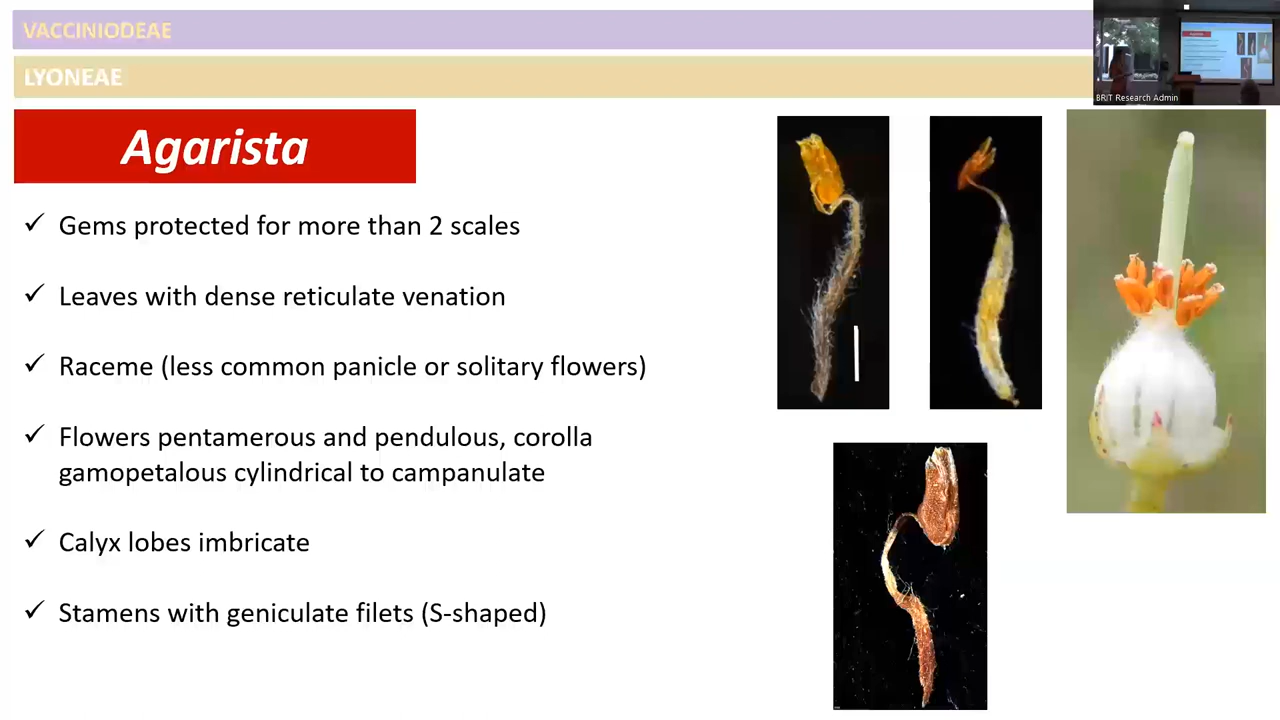 VACCINIODEAE
LYONEAE
BRIT Research Admin
Agarista
✓ Gems protected for more than 2 scales
✓ Leaves with dense reticulate venation
✓ Raceme (less common panicle or solitary flowers)
✓ Flowers pentamerous and pendulous, corolla
gamopetalous cylindrical to campanulate
✓ Calyx lobes imbricate
✓ Stamens with geniculate filets (S-shaped)